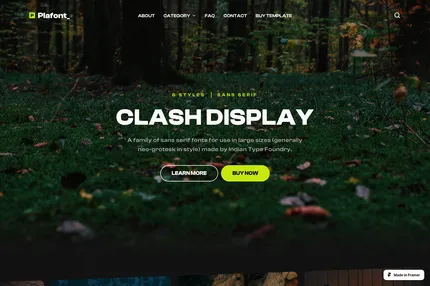 Plafont_
ABOUT CATEGORY FAQ CONTACT BUY TEMPLATE
6 STYLES | SANS SERIF
CLASH DISPLAY
A family of sans serif fonts for use in large sizes (generally
neo-grotesk in style) made by Indian Type Foundry.
LEARN MORE BUY NOW
Made in Framer